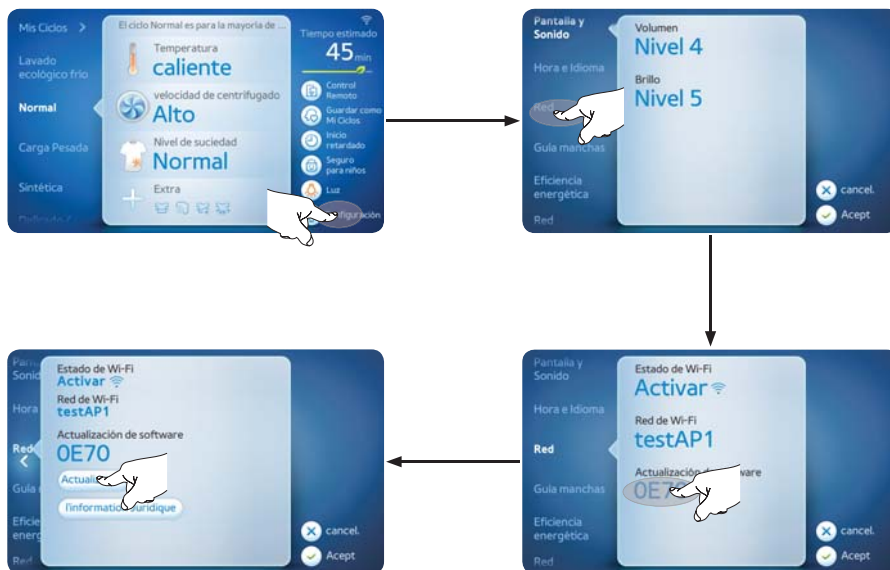 Mis Ciclos >
Lavado
ecológico frío
Normal
Carga Pesada
Sintética
El ciclo Normal es para la mayoría de ...
Temperatura
caliente
velocidad de centrifugado
Alto
Nivel de suciedad
Normal
Extra
Tiempo estimado
45 min
Control
Remoto
Guardar como
Mi Ciclos
Inicio
retardado
Seguro
para niños
Luz
Pantalla y
Sonido
Hora e Idioma
Red
Guía manchas
Eficiencia
energética
Red
Volumen
Nivel 4
Brillo
Nivel 5
cancel.
Acept
Hora
Red
Estado de Wi-Fi
Activar
Red de Wi-Fi
testAP1
Actualización de software
0E70
cancel.
Acept
Pantalla y
Sonido
Hora e Idioma
Red
Guía manchas
Eficiencia
energética
Red
Estado de Wi-Fi
Activar
Red de Wi-Fi
testAP1
Actualización
cancel.
Acept